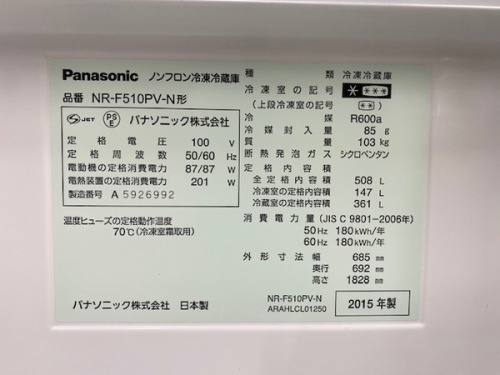 Panasonic ノンフロン冷凍冷蔵庫
品番 NR-F510PV-N形
S JET PS E パナソニック株式会社
定格電圧 100 V
定格周波数 50/60 Hz
電動機の定格消費電力 87/87 W
電熱装置の定格消費電力 201 W
製造番号 A 5926992
温度ヒューズの定格動作温度
70℃(冷凍室霜取用)
パナソニック株式会社 日本製
種類 冷凍冷蔵庫
冷凍室の記号 * ***
(上段冷凍室の記号) **
冷媒 R600a
冷媒封入量 85 g
質量 103 kg
断熱発泡ガス シクロペンタン
定格内容積
全定格内容積 508 L
冷凍室の定格内容積 147 L
冷蔵室の定格内容積 361 L
消費電力量 (JIS C 9801-2006年)
50Hz 180 kWh/年
60Hz 180 kWh/年
外形寸法 幅 685 mm
奥行 692 mm
高さ 1828 mm
NR-F510PV-N
ARAHLCL01250
2015 年製